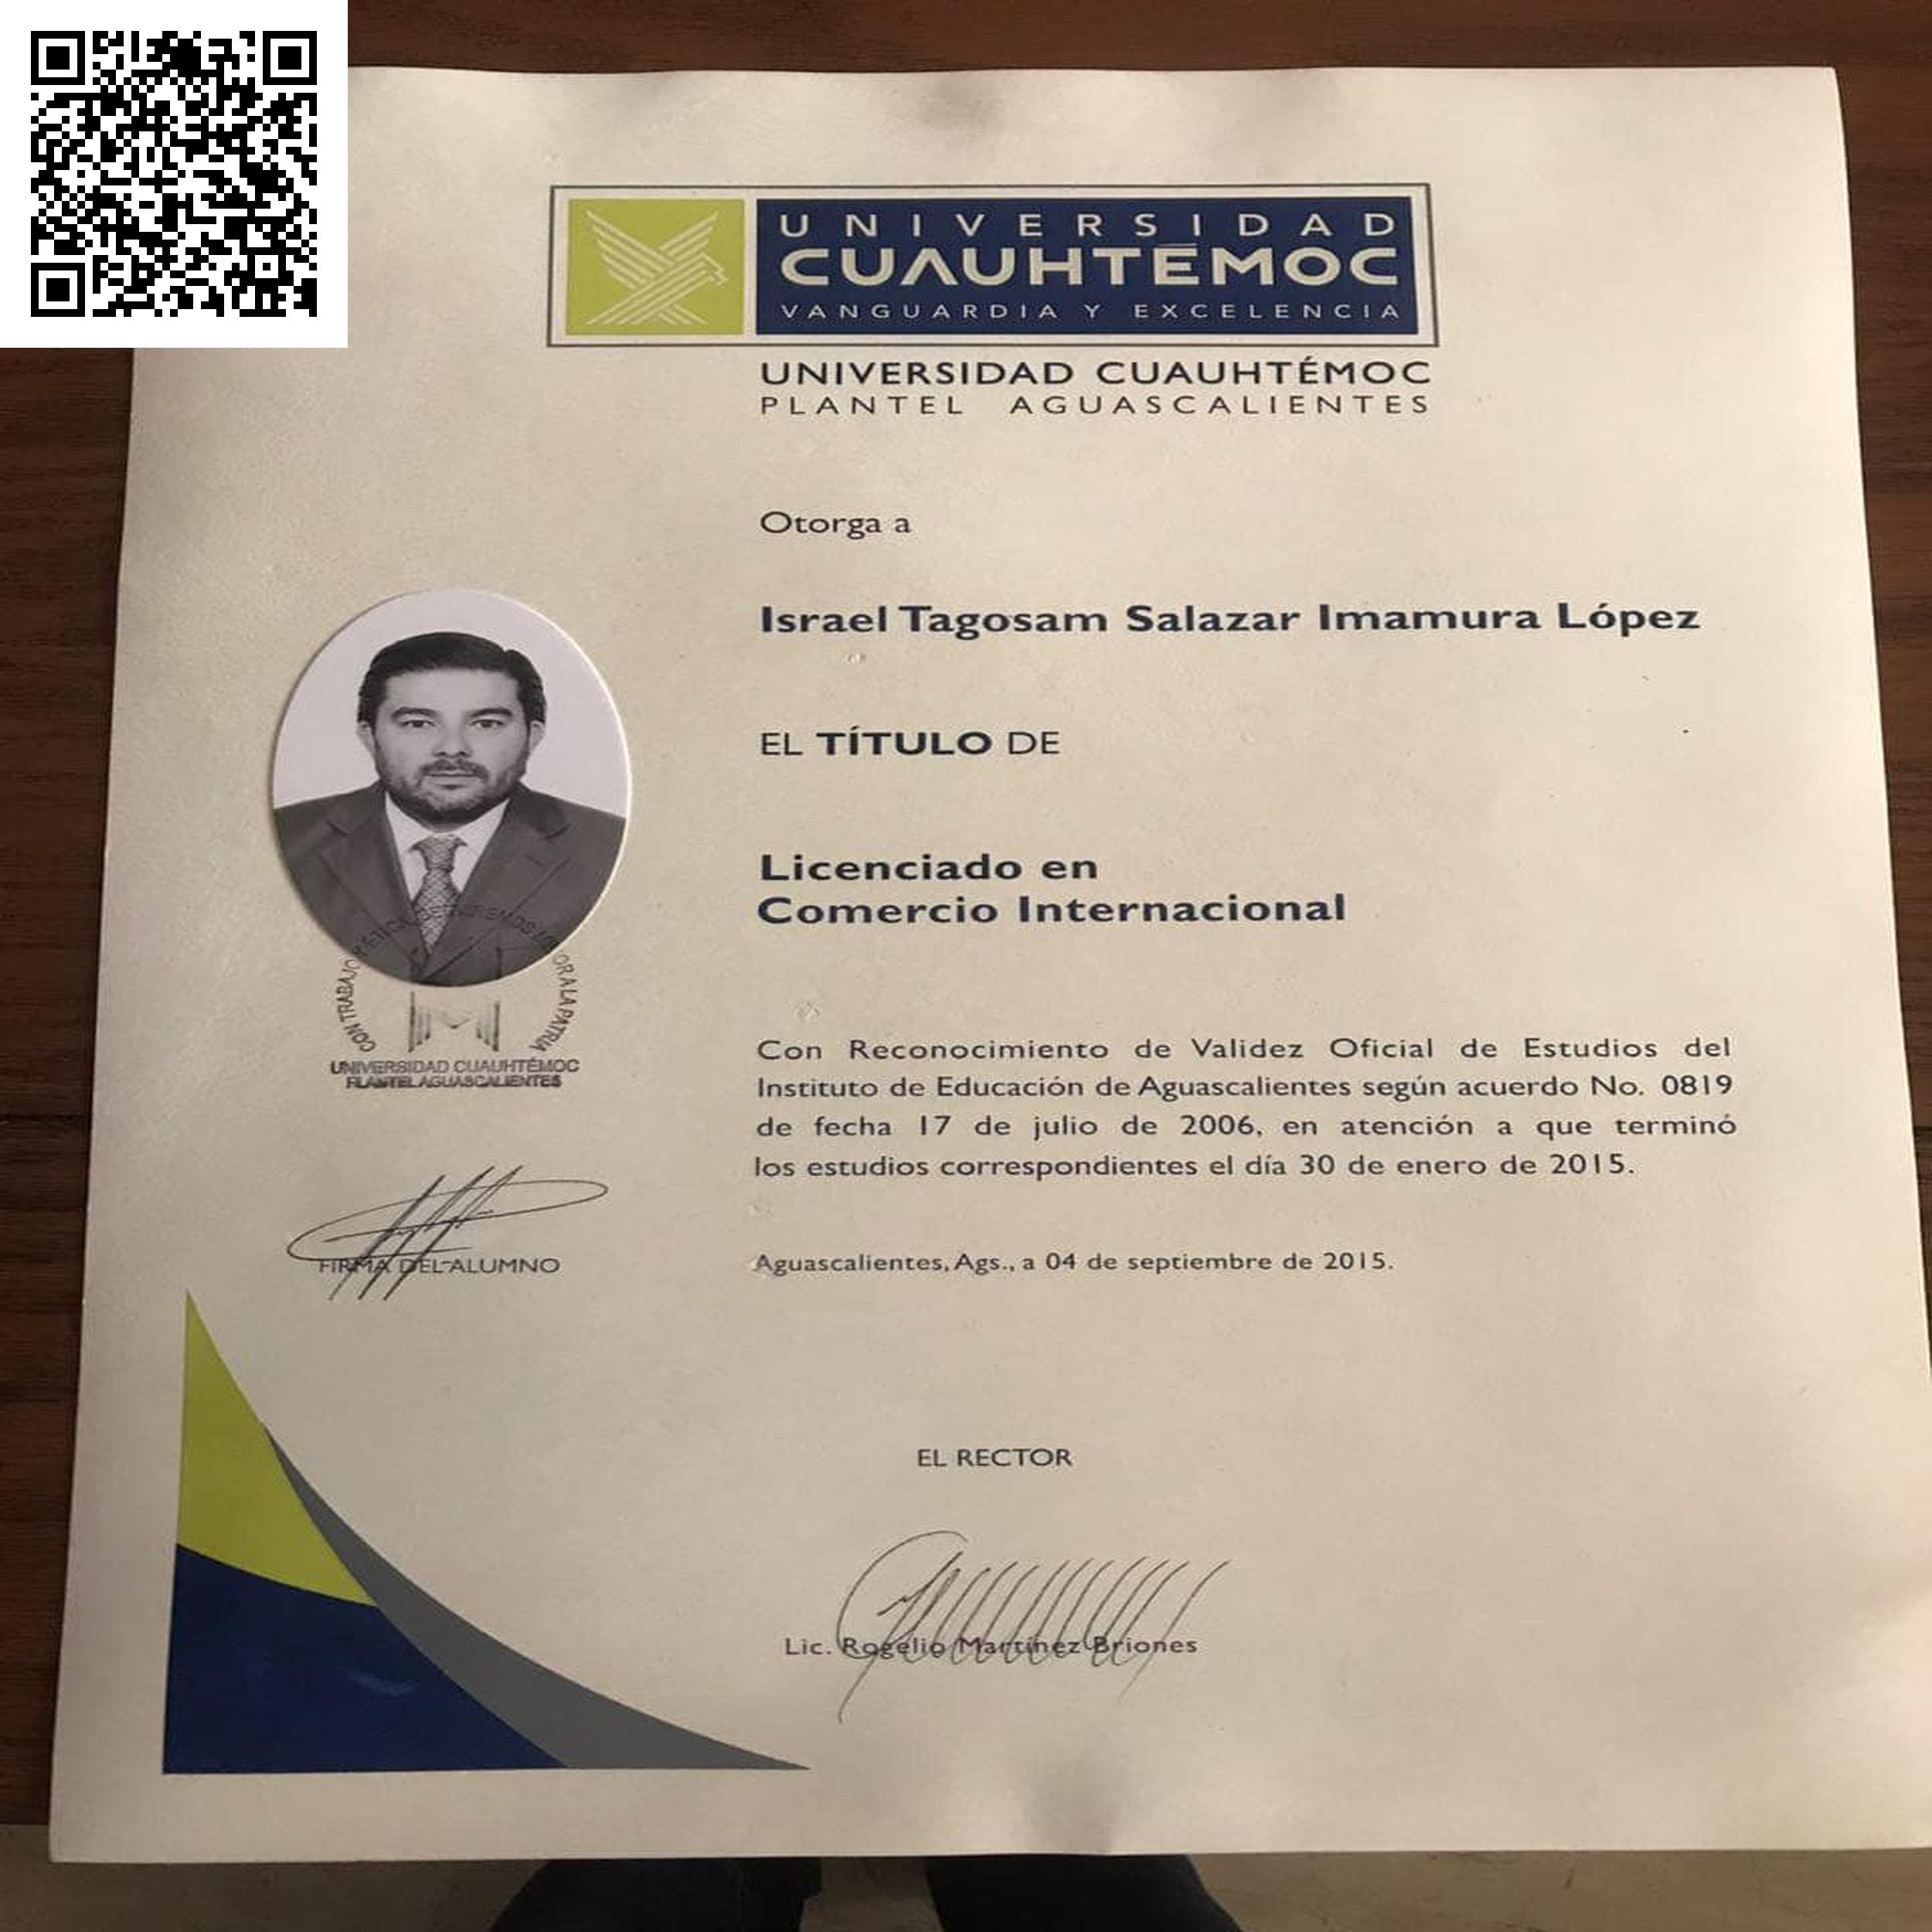 UNIVERSIDAD
CUAUHTÉMOC
VANGUARDIA Y EXCELENCIA
UNIVERSIDAD CUAUHTÉMOC
PLANTEL AGUASCALIENTES
Otorga a
Israel Tagosam Salazar Imamura López
EL TÍTULO DE
Licenciado en
Comercio Internacional
CON TRABAJO Y ÉTICA
OR A LA PATRIA
UNIVERSIDAD CUAUHTÉMOC
PLANTEL AGUASCALIENTES
Con Reconocimiento de Validez Oficial de Estudios del
Instituto de Educación de Aguascalientes según acuerdo No. 0819
de fecha 17 de julio de 2006, en atención a que terminó
los estudios correspondientes el día 30 de enero de 2015.
FIRMA DEL ALUMNO
Aguascalientes, Ags., a 04 de septiembre de 2015.
EL RECTOR
Lic. Rogelio Martínez Briones